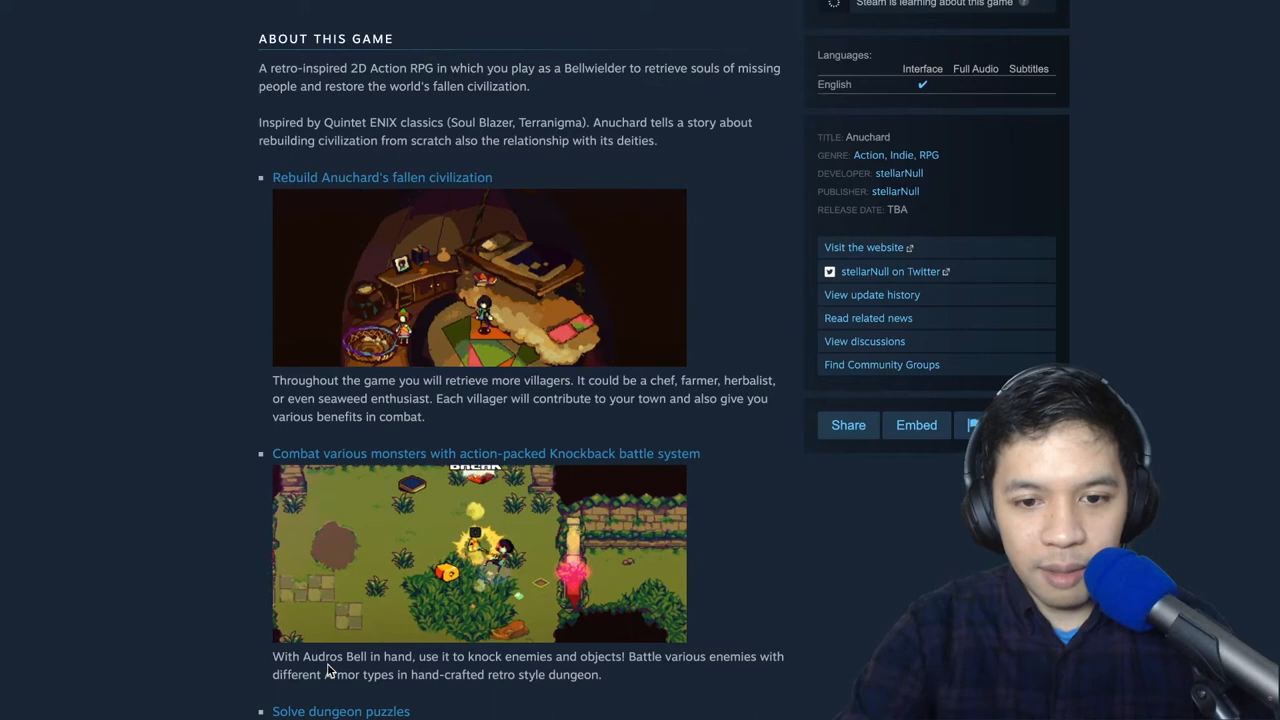 Steam is learning about this game ?
ABOUT THIS GAME
A retro-inspired 2D Action RPG in which you play as a Bellwielder to retrieve souls of missing
people and restore the world's fallen civilization.
Inspired by Quintet ENIX classics (Soul Blazer, Terranigma). Anuchard tells a story about
rebuilding civilization from scratch also the relationship with its deities.
Rebuild Anuchard's fallen civilization
Throughout the game you will retrieve more villagers. It could be a chef, farmer, herbalist,
or even seaweed enthusiast. Each villager will contribute to your town and also give you
various benefits in combat.
Combat various monsters with action-packed Knockback battle system
BREAK
With Audros Bell in hand, use it to knock enemies and objects! Battle various enemies with
different Armor types in hand-crafted retro style dungeon.
Solve dungeon puzzles
Languages:
Interface Full Audio Subtitles
English ✔
TITLE: Anuchard
GENRE: Action, Indie, RPG
DEVELOPER: stellarNull
PUBLISHER: stellarNull
RELEASE DATE: TBA
Visit the website
stellarNull on Twitter
View update history
Read related news
View discussions
Find Community Groups
Share Embed